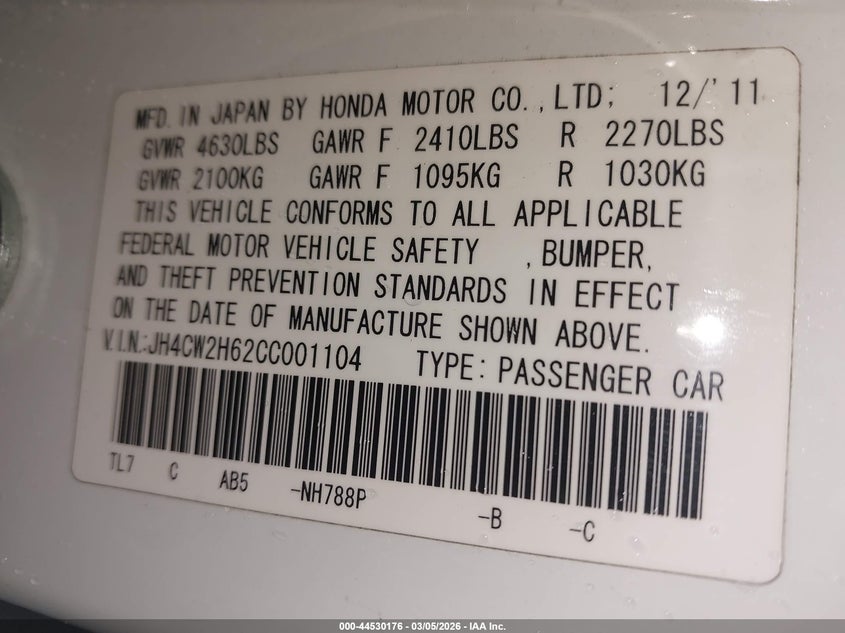 MFD. IN JAPAN BY HONDA MOTOR CO.,LTD; 12/'11
GVWR 4630LBS GAWR F 2410LBS R 2270LBS
GVWR 2100KG GAWR F 1095KG R 1030KG
THIS VEHICLE CONFORMS TO ALL APPLICABLE
FEDERAL MOTOR VEHICLE SAFETY ,BUMPER,
AND THEFT PREVENTION STANDARDS IN EFFECT
ON THE DATE OF MANUFACTURE SHOWN ABOVE.
V.I.N.:JH4CW2H62CC001104 TYPE: PASSENGER CAR
TL7 C AB5 -NH788P -B -C
000-44530176 - 03/05/2026 - IAA Inc.